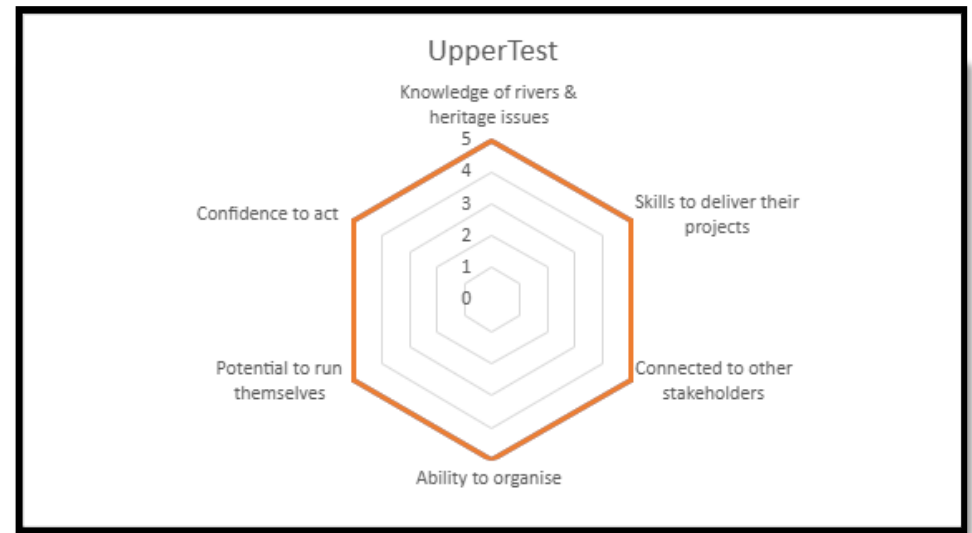 UpperTest
Knowledge of rivers &
heritage issues
5
4
3
2
1
0
Skills to deliver their
projects
Connected to other
stakeholders
Ability to organise
Potential to run
themselves
Confidence to act